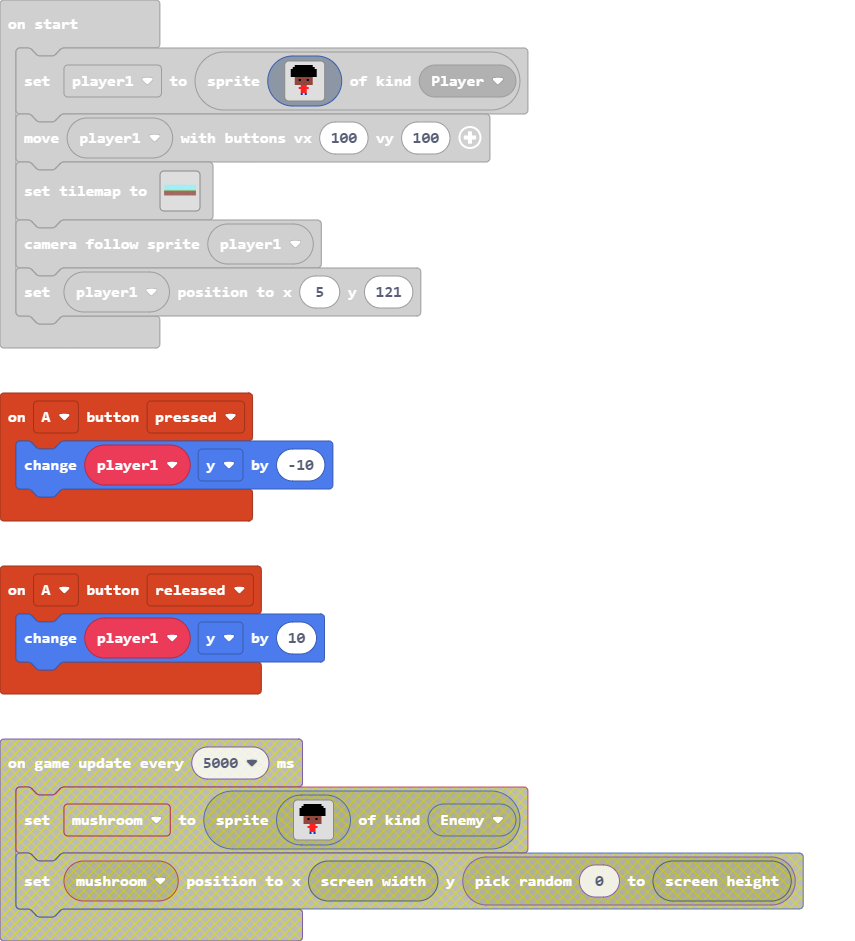 on start
set player1 to sprite of kind Player
move player1 with buttons vx 100 vy 100
set tilemap to
camera follow sprite player1
set player1 position to x 5 y 121
on A button pressed
change player1 y by -10
on A button released
change player1 y by 10
on game update every 5000 ms
set mushroom to sprite of kind Enemy
set mushroom position to x screen width y pick random 0 to screen height